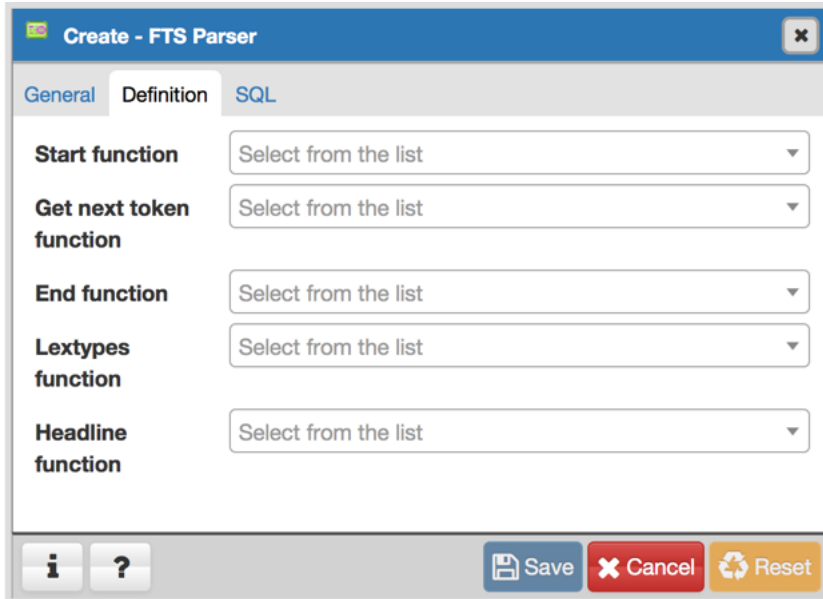 Create - FTS Parser
General Definition SQL
Start function Select from the list
Get next token Select from the list
function
End function Select from the list
Lextypes Select from the list
function
Headline Select from the list
function
i ? Save Cancel Reset